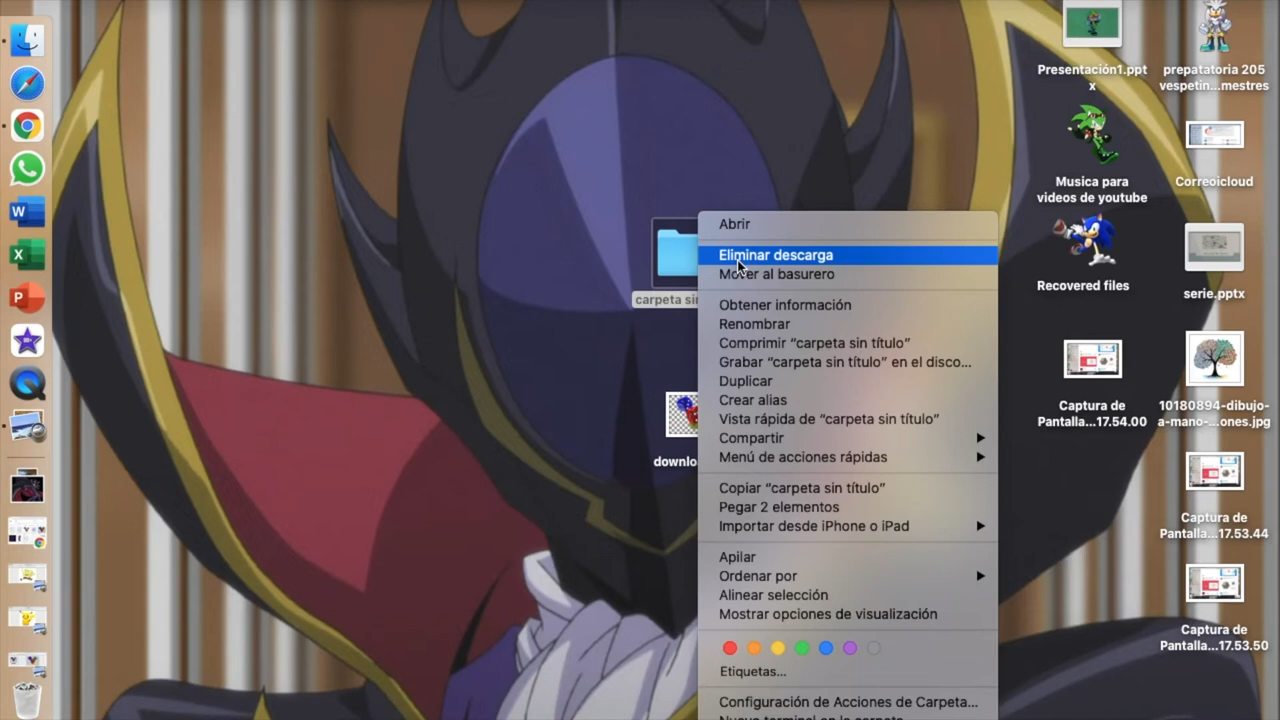 Presentación1.ppt
x
prepatatoria 205
vespetin...mestres
Musica para
videos de youtube
Correoicloud
Recovered files
serie.pptx
Captura de
Pantalla...17.54.00
10180894-dibujo-
a-mano-...ones.jpg
Captura de
Pantalla...17.53.44
Captura de
Pantalla...17.53.50
W
X
P
carpeta sin
downlo
Abrir
Eliminar descarga
Mover al basurero
Obtener información
Renombrar
Comprimir “carpeta sin título”
Grabar “carpeta sin título” en el disco...
Duplicar
Crear alias
Vista rápida de “carpeta sin título”
Compartir
Menú de acciones rápidas
Copiar “carpeta sin título”
Pegar 2 elementos
Importar desde iPhone o iPad
Apilar
Ordenar por
Alinear selección
Mostrar opciones de visualización
Etiquetas...
Configuración de Acciones de Carpeta...
Nuevo terminal en la carpeta